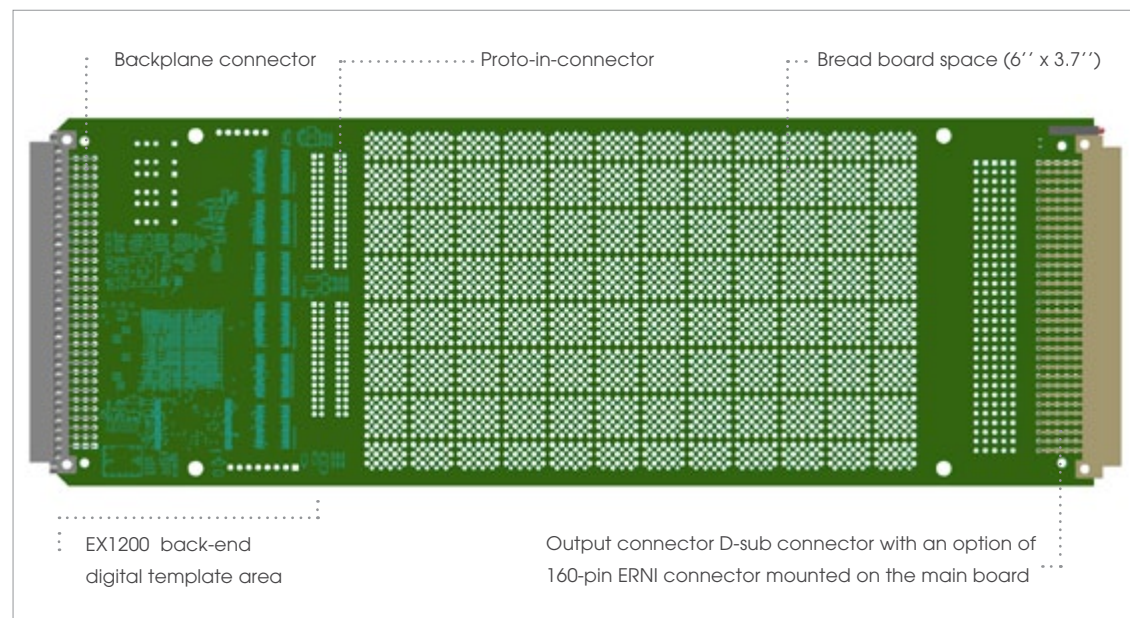 Backplane connector
Proto-in-connector
Bread board space (6’’ x 3.7’’)
EX1200 back-end
digital template area
Output connector D-sub connector with an option of
160-pin ERNI connector mounted on the main board